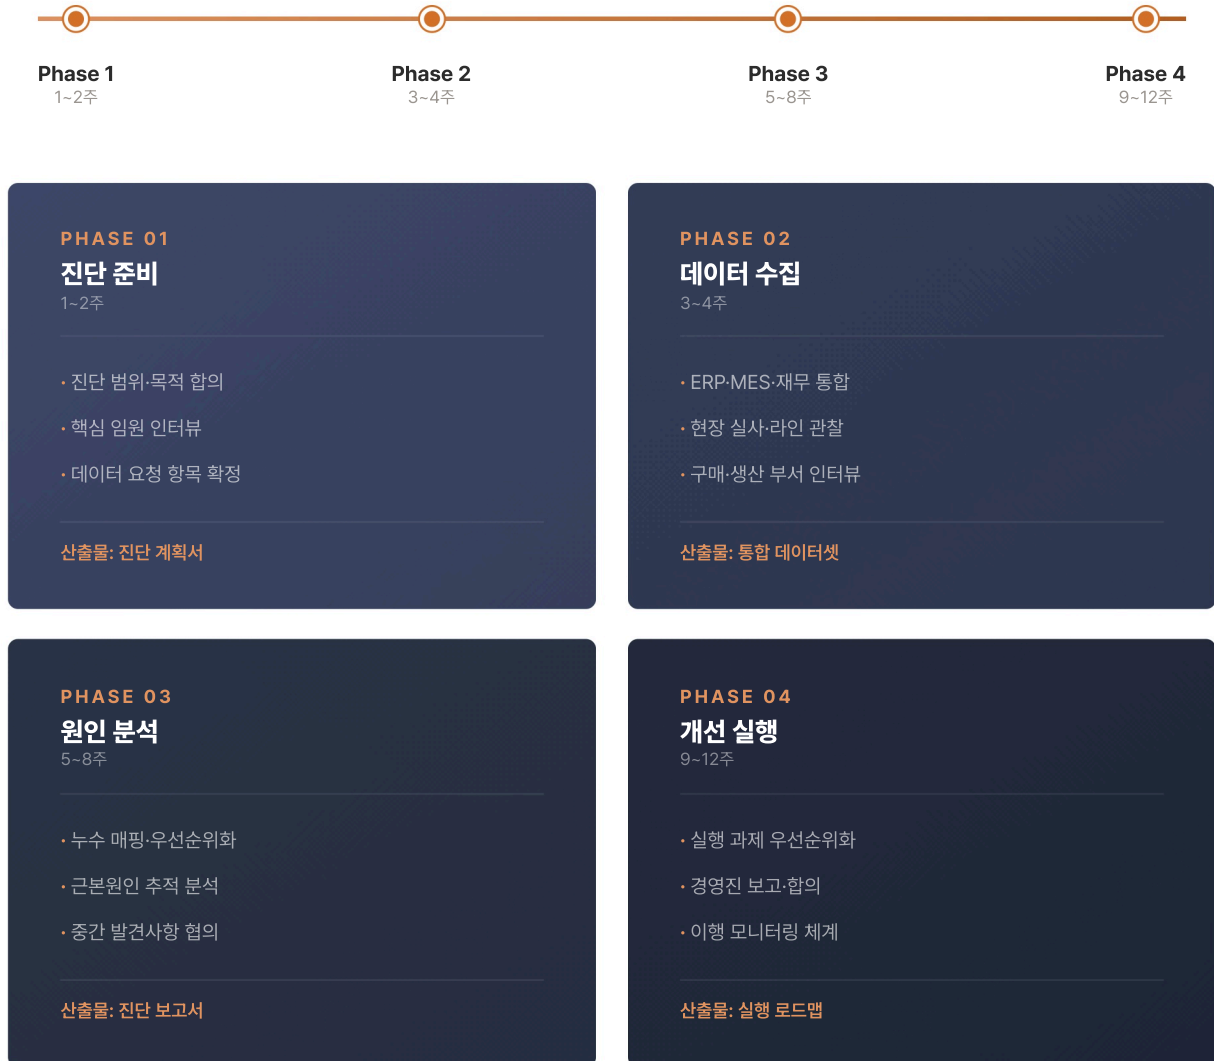 Phase 1
1~2주
Phase 2
3~4주
Phase 3
5~8주
Phase 4
9~12주
PHASE 01
진단 준비
1~2주
· 진단 범위·목적 합의
· 핵심 임원 인터뷰
· 데이터 요청 항목 확정
산출물: 진단 계획서
PHASE 02
데이터 수집
3~4주
· ERP·MES·재무 통합
· 현장 실사·라인 관찰
· 구매·생산 부서 인터뷰
산출물: 통합 데이터셋
PHASE 03
원인 분석
5~8주
· 누수 매핑·우선순위화
· 근본원인 추적 분석
· 중간 발견사항 협의
산출물: 진단 보고서
PHASE 04
개선 실행
9~12주
· 실행 과제 우선순위화
· 경영진 보고·합의
· 이행 모니터링 체계
산출물: 실행 로드맵